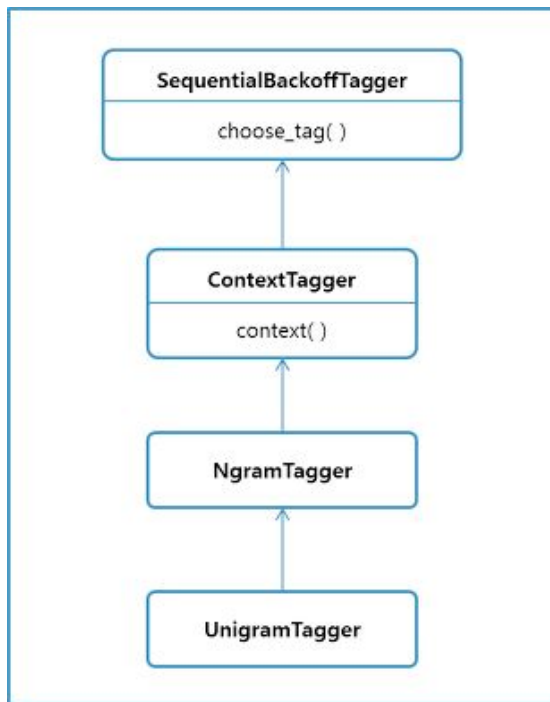 SequentialBackoffTagger
choose_tag( )
ContextTagger
context( )
NgramTagger
UnigramTagger